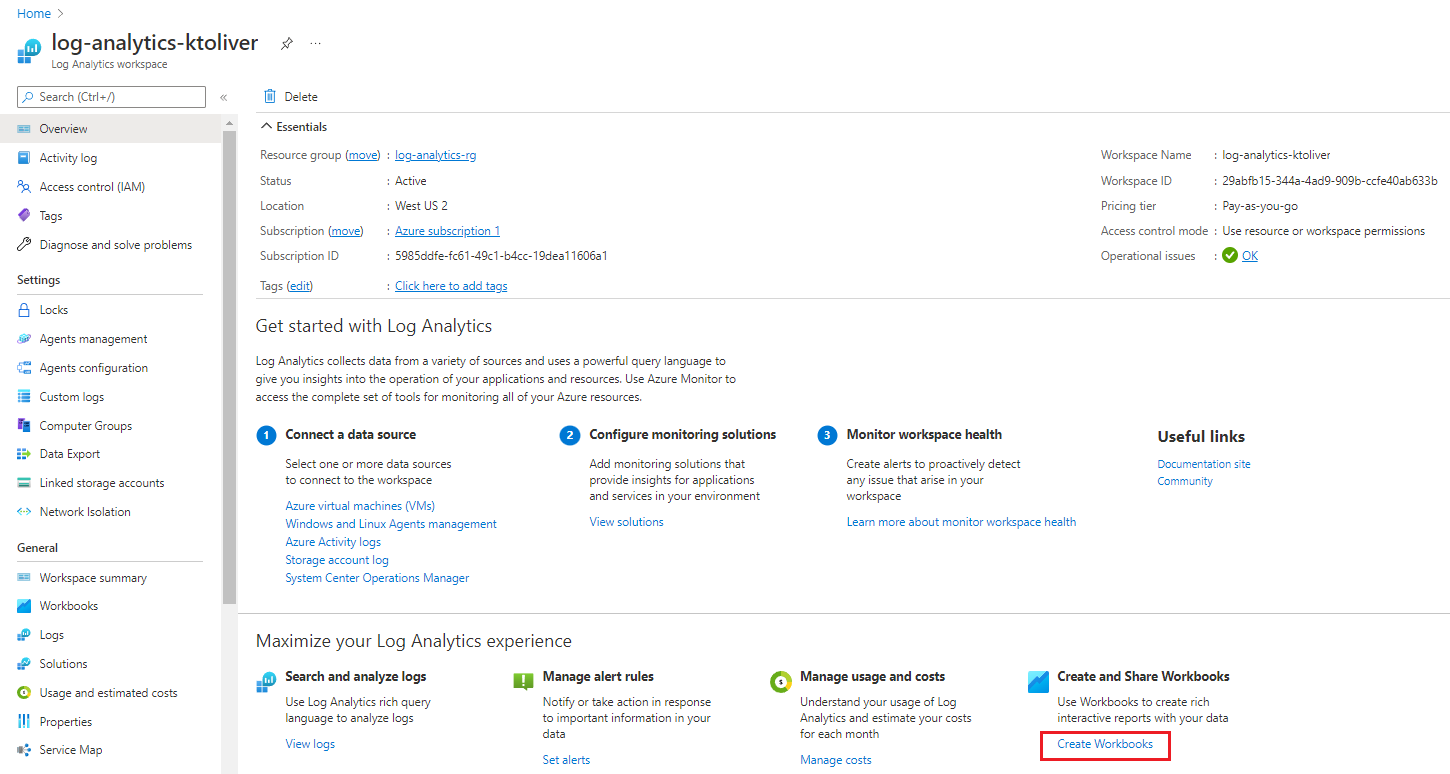 Home
log-analytics-ktoliver
Log Analytics workspace
Search (Ctrl+/)
«
Overview
Activity log
Access control (IAM)
Tags
Diagnose and solve problems
Settings
Locks
Agents management
Agents configuration
Custom logs
Computer Groups
Data Export
Linked storage accounts
Network Isolation
General
Workspace summary
Workbooks
Logs
Solutions
Usage and estimated costs
Properties
Service Map
Delete
Essentials
Resource group (move) : log-analytics-rg
Status : Active
Location : West US 2
Subscription (move) : Azure subscription 1
Subscription ID : 5985ddfe-fc61-49c1-b4cc-19dea11606a1
Tags (edit) : Click here to add tags
Workspace Name : log-analytics-ktoliver
Workspace ID : 29abfb15-344a-4ad9-909b-ccfe40ab633b
Pricing tier : Pay-as-you-go
Access control mode : Use resource or workspace permissions
Operational issues : OK
Get started with Log Analytics
Log Analytics collects data from a variety of sources and uses a powerful query language to
give you insights into the operation of your applications and resources. Use Azure Monitor to
access the complete set of tools for monitoring all of your Azure resources.
1 Connect a data source
Select one or more data sources
to connect to the workspace
Azure virtual machines (VMs)
Windows and Linux Agents management
Azure Activity logs
Storage account log
System Center Operations Manager
2 Configure monitoring solutions
Add monitoring solutions that
provide insights for applications
and services in your environment
View solutions
3 Monitor workspace health
Create alerts to proactively detect
any issue that arise in your
workspace
Learn more about monitor workspace health
Useful links
Documentation site
Community
Maximize your Log Analytics experience
Search and analyze logs
Use Log Analytics rich query
language to analyze logs
View logs
Manage alert rules
Notify or take action in response
to important information in your
data
Set alerts
Manage usage and costs
Understand your usage of Log
Analytics and estimate your costs
for each month
Manage costs
Create and Share Workbooks
Use Workbooks to create rich
interactive reports with your data
Create Workbooks